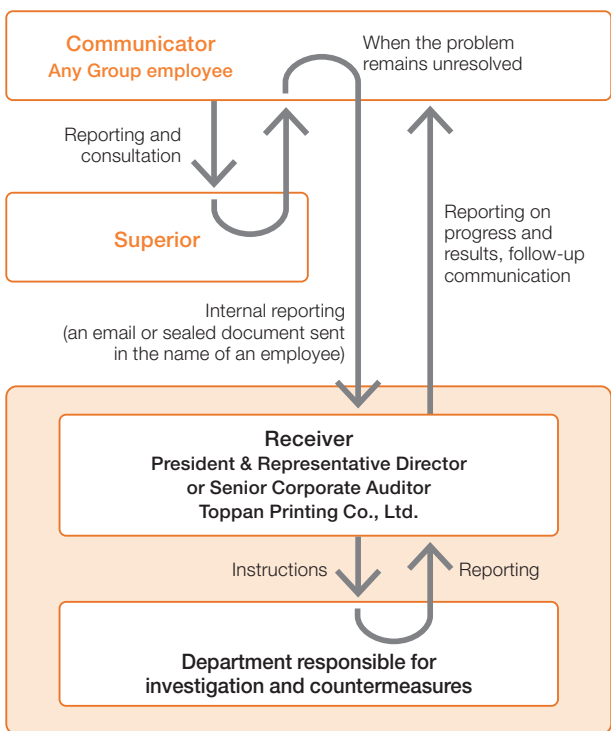 Communicator
Any Group employee
When the problem
remains unresolved
Reporting and
consultation
Superior
Reporting on
progress and
results, follow-up
communication
Internal reporting
(an email or sealed document sent
in the name of an employee)
Receiver
President & Representative Director
or Senior Corporate Auditor
Toppan Printing Co., Ltd.
Instructions
Reporting
Department responsible for
investigation and countermeasures